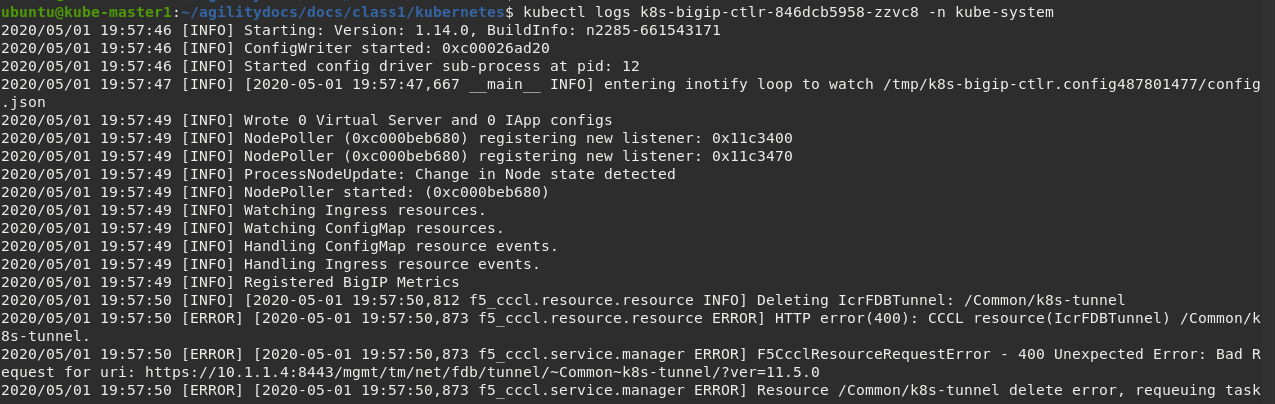 ubuntu@kube-master1:~/agilitydocs/docs/class1/kubernetes$ kubectl logs k8s-bigip-ctlr-846dcb5958-zzvc8 -n kube-system
2020/05/01 19:57:46 [INFO] Starting: Version: 1.14.0, BuildInfo: n2285-661543171
2020/05/01 19:57:46 [INFO] ConfigWriter started: 0xc00026ad20
2020/05/01 19:57:46 [INFO] Started config driver sub-process at pid: 12
2020/05/01 19:57:47 [INFO] [2020-05-01 19:57:47,667 __main__ INFO] entering inotify loop to watch /tmp/k8s-bigip-ctlr.config487801477/config
.json
2020/05/01 19:57:49 [INFO] Wrote 0 Virtual Server and 0 IApp configs
2020/05/01 19:57:49 [INFO] NodePoller (0xc000beb680) registering new listener: 0x11c3400
2020/05/01 19:57:49 [INFO] NodePoller (0xc000beb680) registering new listener: 0x11c3470
2020/05/01 19:57:49 [INFO] ProcessNodeUpdate: Change in Node state detected
2020/05/01 19:57:49 [INFO] NodePoller started: (0xc000beb680)
2020/05/01 19:57:49 [INFO] Watching Ingress resources.
2020/05/01 19:57:49 [INFO] Watching ConfigMap resources.
2020/05/01 19:57:49 [INFO] Handling ConfigMap resource events.
2020/05/01 19:57:49 [INFO] Handling Ingress resource events.
2020/05/01 19:57:49 [INFO] Registered BigIP Metrics
2020/05/01 19:57:50 [INFO] [2020-05-01 19:57:50,812 f5_cccl.resource.resource INFO] Deleting IcrFDBTunnel: /Common/k8s-tunnel
2020/05/01 19:57:50 [ERROR] [2020-05-01 19:57:50,873 f5_cccl.resource.resource ERROR] HTTP error(400): CCCL resource(IcrFDBTunnel) /Common/k
8s-tunnel.
2020/05/01 19:57:50 [ERROR] [2020-05-01 19:57:50,873 f5_cccl.service.manager ERROR] F5CcclResourceRequestError - 400 Unexpected Error: Bad R
equest for uri: https://10.1.1.4:8443/mgmt/tm/net/fdb/tunnel/~Common~k8s-tunnel/?ver=11.5.0
2020/05/01 19:57:50 [ERROR] [2020-05-01 19:57:50,873 f5_cccl.service.manager ERROR] Resource /Common/k8s-tunnel delete error, requeuing task